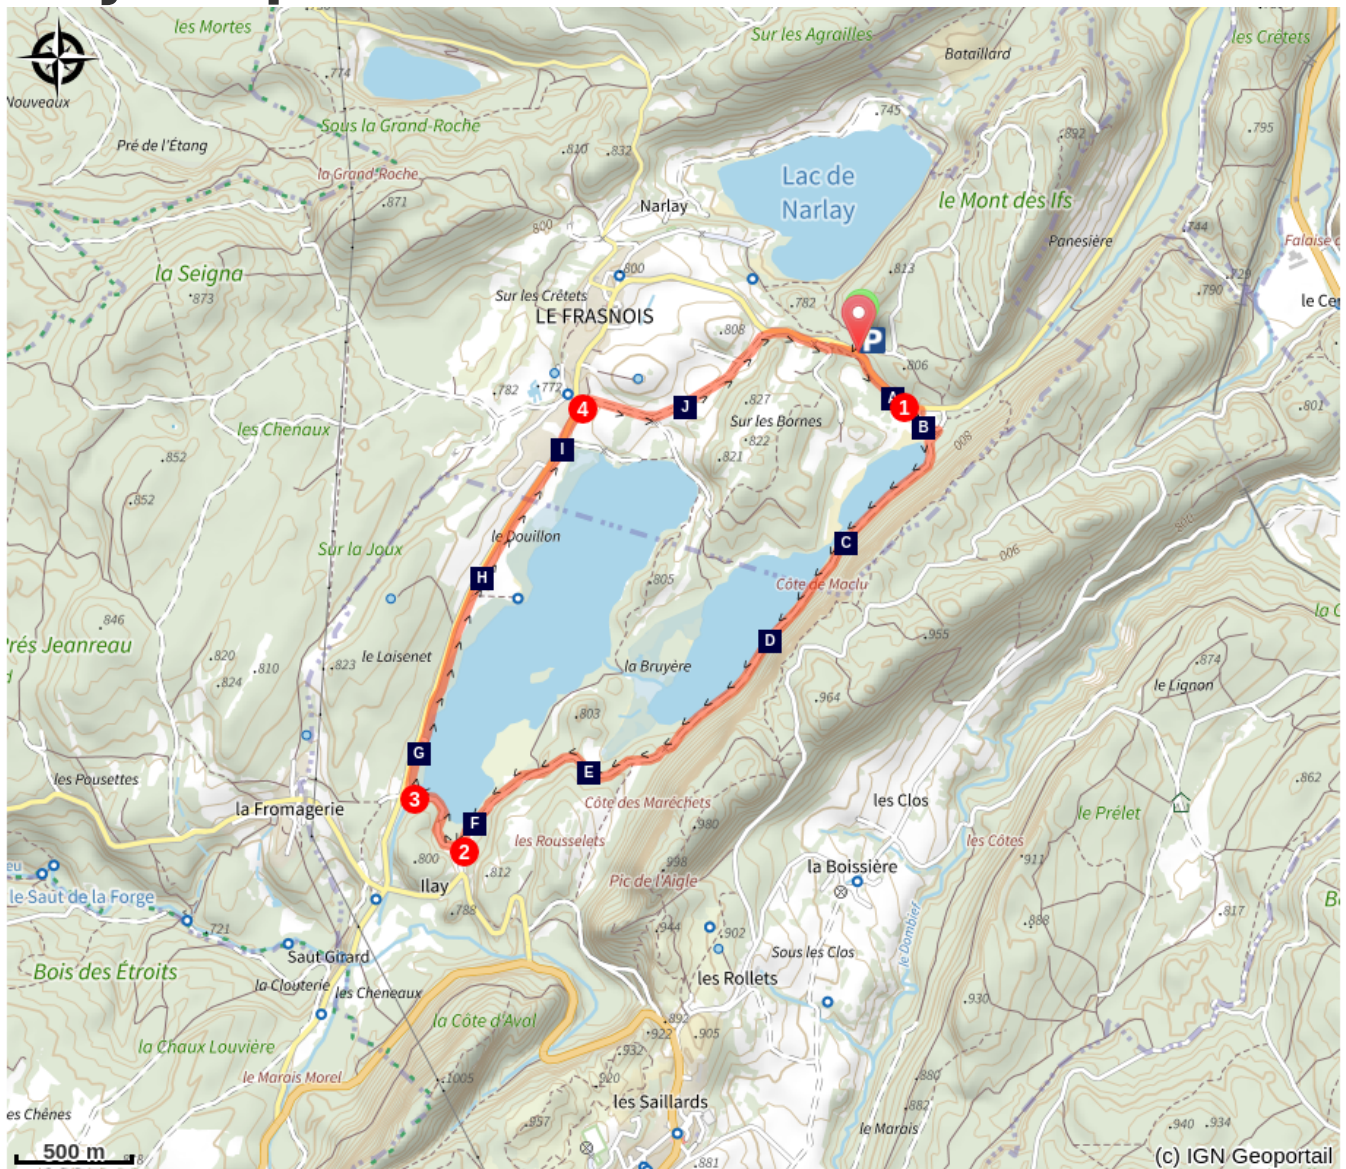 les Mortes
Sur les Agrailles
les Crêtets
Bataillard
.774
Nouveaux
.745
Sous la Grand-Roche
.795
.892
Pré de l'Étang
.810
.832
la Grand-Roche
Lac de
Narlay
.871
Narlay
le Mont des Ifs
800
.744
Panesière
Falaise
la Seigna
800
.813
.729
.790
.873
Sur les Crêtets
.782
le Cer
LE FRASNOIS
.808
P
.806
.782
.772
A
.827
J
1
.801
4
Sur les Bornes
B
les Chenaux
.822
008
I
.852
.821
.852
800
le Douillon
C
Sur la Joux
006
H
.805
Côte de Maclu
.846
.955
D
Prés Jeanreau
.820
.810
le Laisenet
.823
la Bruyère
.874
.824
le Lignon
.964
.803
G
E
les Pousettes
.862
3
Côte des Maréchets
les Clos
la Fromagerie
le Prélet
F
.980
les Rousselets
les Côtes
2
.800
.998
.911
la Boissière
.812
Ilay
Pic de l'Aigle
le Saut de la Forge
.788
.817
.721
.944
.902
.888
le Dombief
Saut Girard
Sous les Clos
Bois des Étroits
la Clouterie
les Cheneaux
les Rollets
.930
la Côte d'Aval
.892
.922
.905
la Chaux Louvière
.932
le Marais Morel
.1005
.920
.880
les Saillards
.882
es Chênes
.957
le Marais
.940
.934
500 m
.881
(c) IGN Geoportail